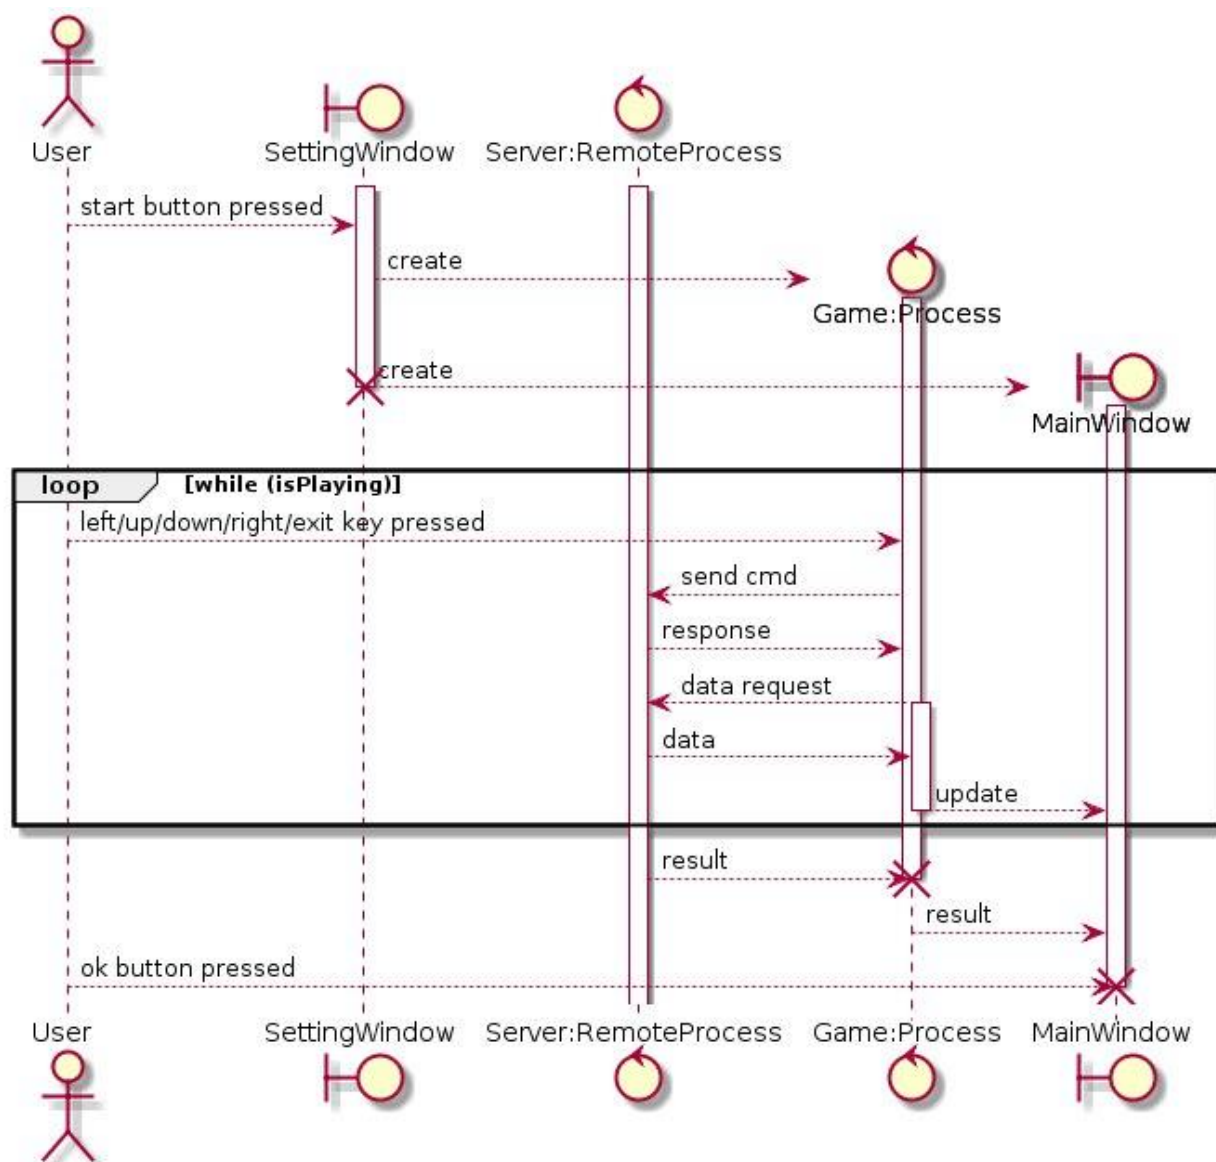 User
SettingWindow
Server:RemoteProcess
start button pressed
create
Game:Process
create
MainWindow
loop
[while (isPlaying)]
left/up/down/right/exit key pressed
send cmd
response
data request
data
update
result
result
ok button pressed
User
SettingWindow
Server:RemoteProcess
Game:Process
MainWindow